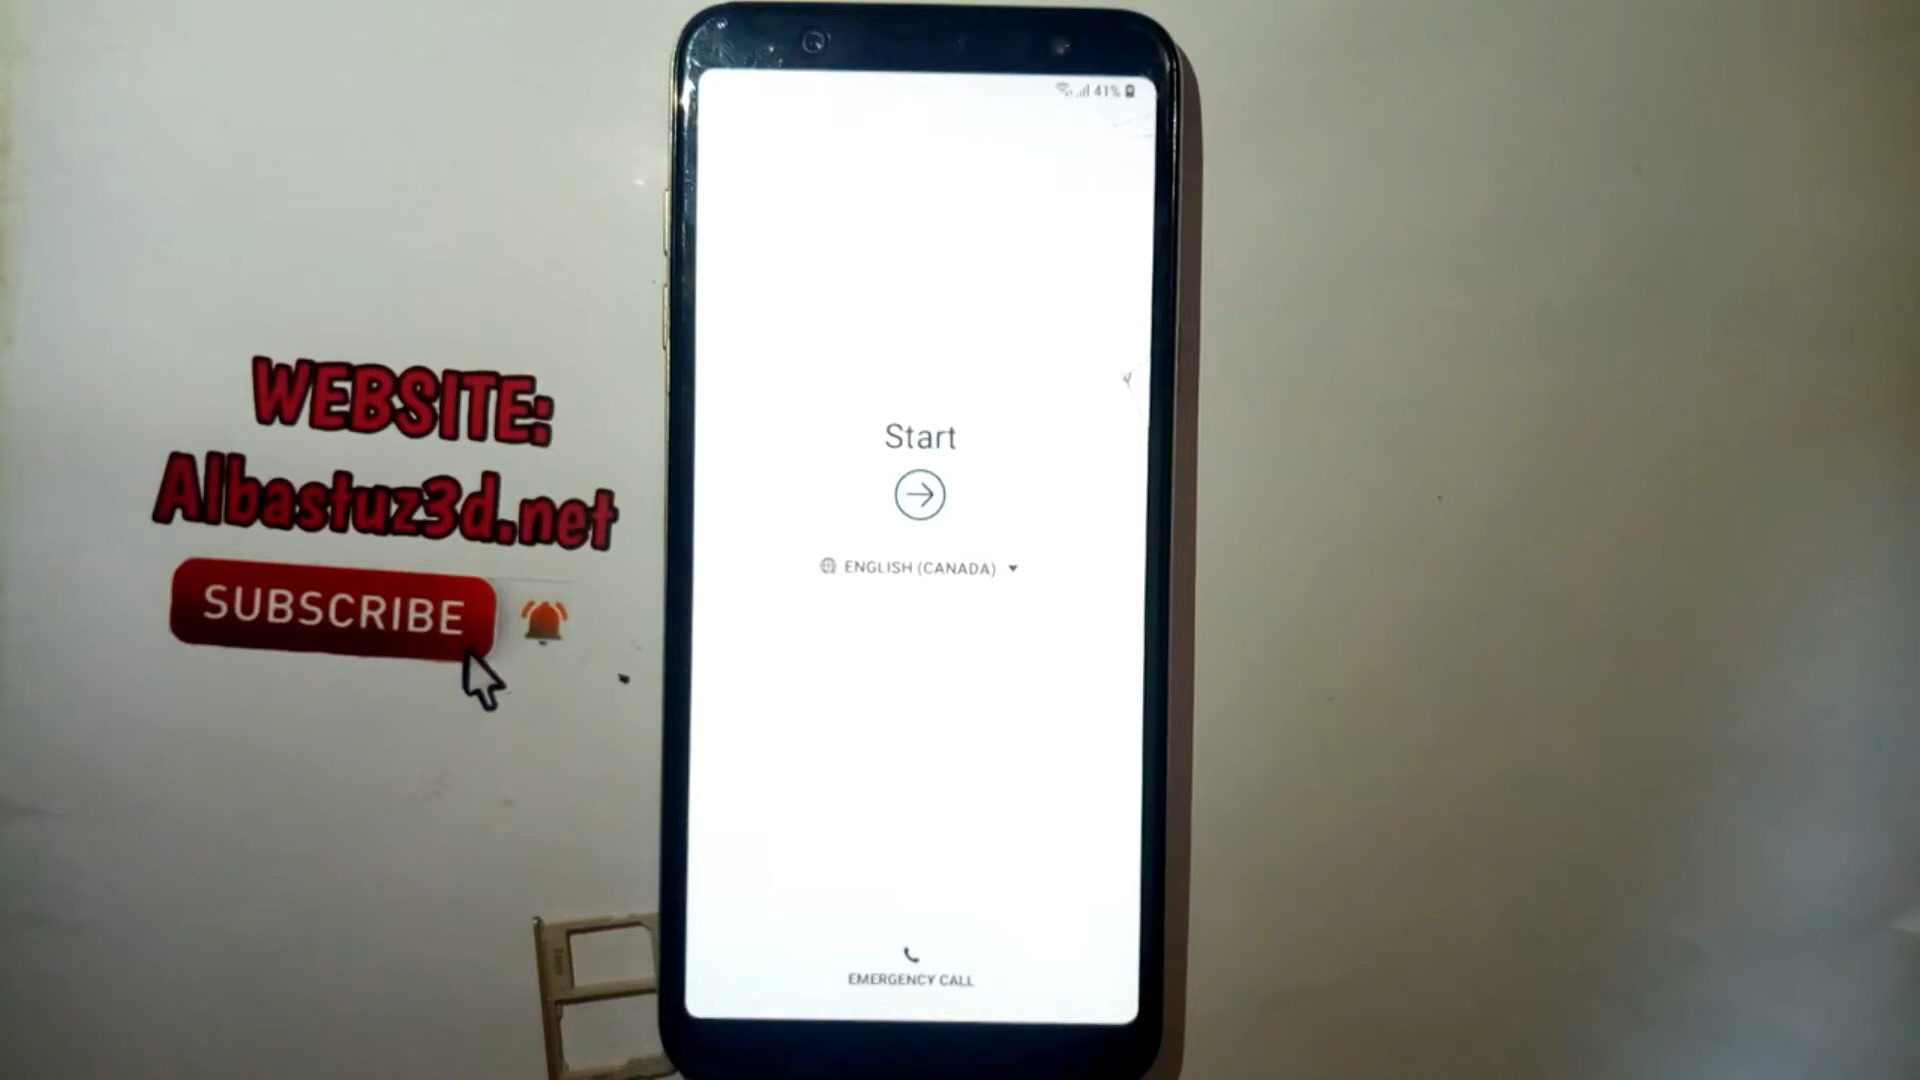 41%
WEBSITE:
Albastuz3d.net
SUBSCRIBE
Start
ENGLISH (CANADA)
EMERGENCY CALL